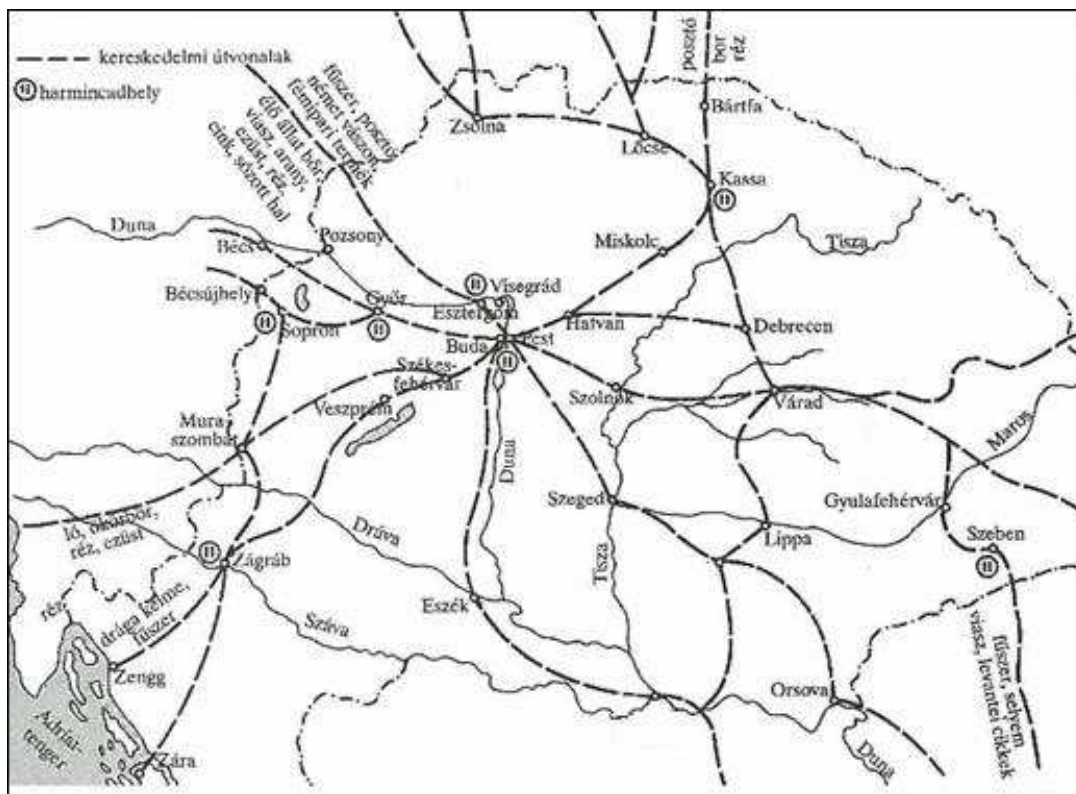 kereskedelmi útvonalak
harmincadhely
fűszer, posztó,
német vászon,
fémipari termék
élő állat bőr,
viasz, arany,
ezüst, réz,
cink, sózott hal
posztó
bor
réz
Bártfa
Zsolna
Lőcse
Kassa
Duna
Bécs
Pozsony
Miskolc
Tisza
Bécsújhely
Sopron
Győr
Visegrád
Esztergom
Hatvan
Debrecen
Buda
Pest
Székes-
fehérvár
Veszprém
Szolnok
Várad
Mura
szombat
Duna
Maros
ló, ökörbőr,
réz, ezüst
Dráva
Szeged
Gyulafehérvár
Lippa
Szeben
Zágráb
Tisza
réz
drága kelme,
fűszer
Eszék
Száva
Zengg
Orsova
fűszer, selyem
viasz, levantei cikkek
Adriai-
tenger
Zára
Duna